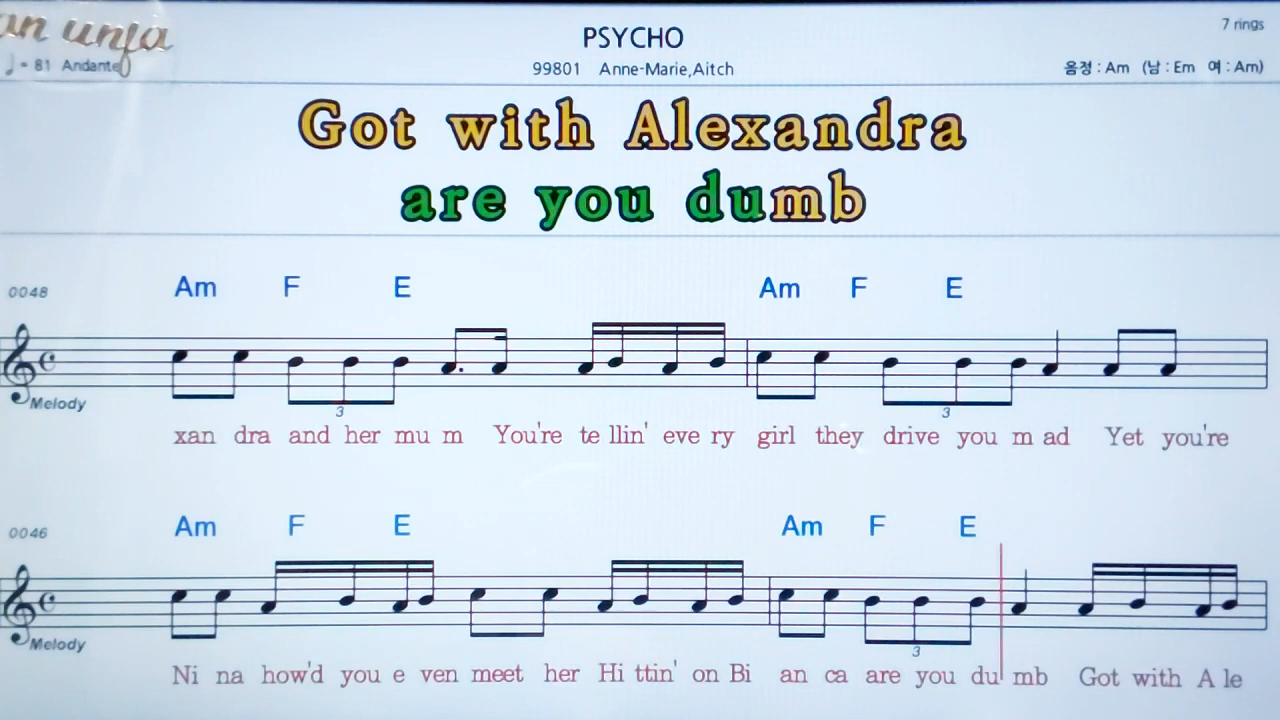 7 rings
PSYCHO
♩ = 81 Andante
99801 Anne-Marie,Aitch
음정 : Am (남 : Em 여 : Am)
Got with Alexandra
are you dumb
0048
Am F E Am F E
3 3
Melody
xan dra and her mu m You're te llin' eve ry girl they drive you m ad Yet you're
0046
Am F E Am F E
3
Melody
Ni na how'd you e ven meet her Hi ttin' on Bi an ca are you du mb Got with A le